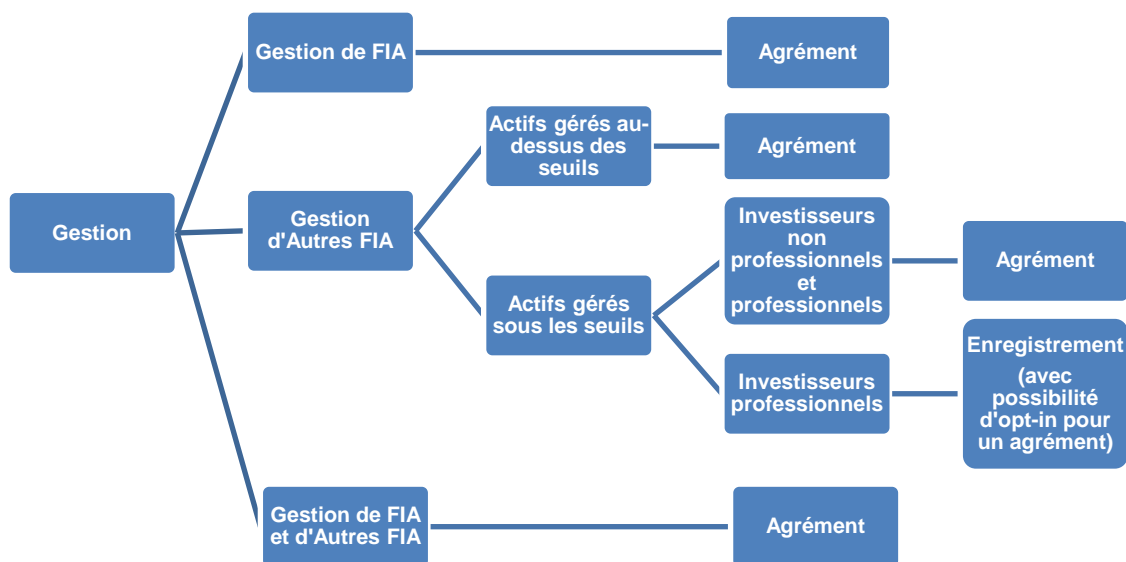 Gestion
Gestion de FIA
Agrément
Gestion
d'Autres FIA
Actifs gérés au-
dessus des
seuils
Agrément
Actifs gérés
sous les seuils
Investisseurs
non
professionnels
et
professionnels
Agrément
Investisseurs
professionnels
Enregistrement
(avec
possibilité
d'opt-in pour
un agrément)
Gestion de FIA
et d'Autres FIA
Agrément